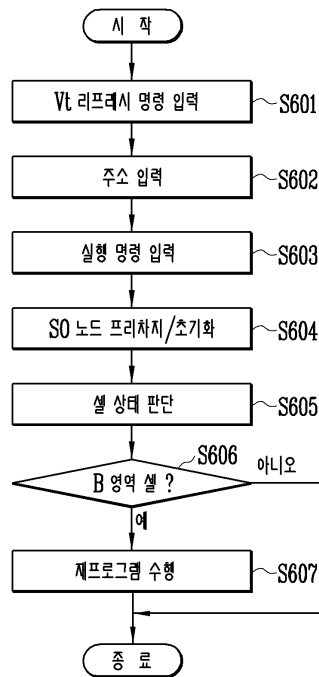 시 작
Vt 리프레시 명령 입력
S601
주소 입력
S602
실행 명령 입력
S603
SO 노드 프리차지/초기화
S604
셀 상태 판단
S605
S606
B 영역 셀 ?
아니오
예
재프로그램 수행
S607
종 료